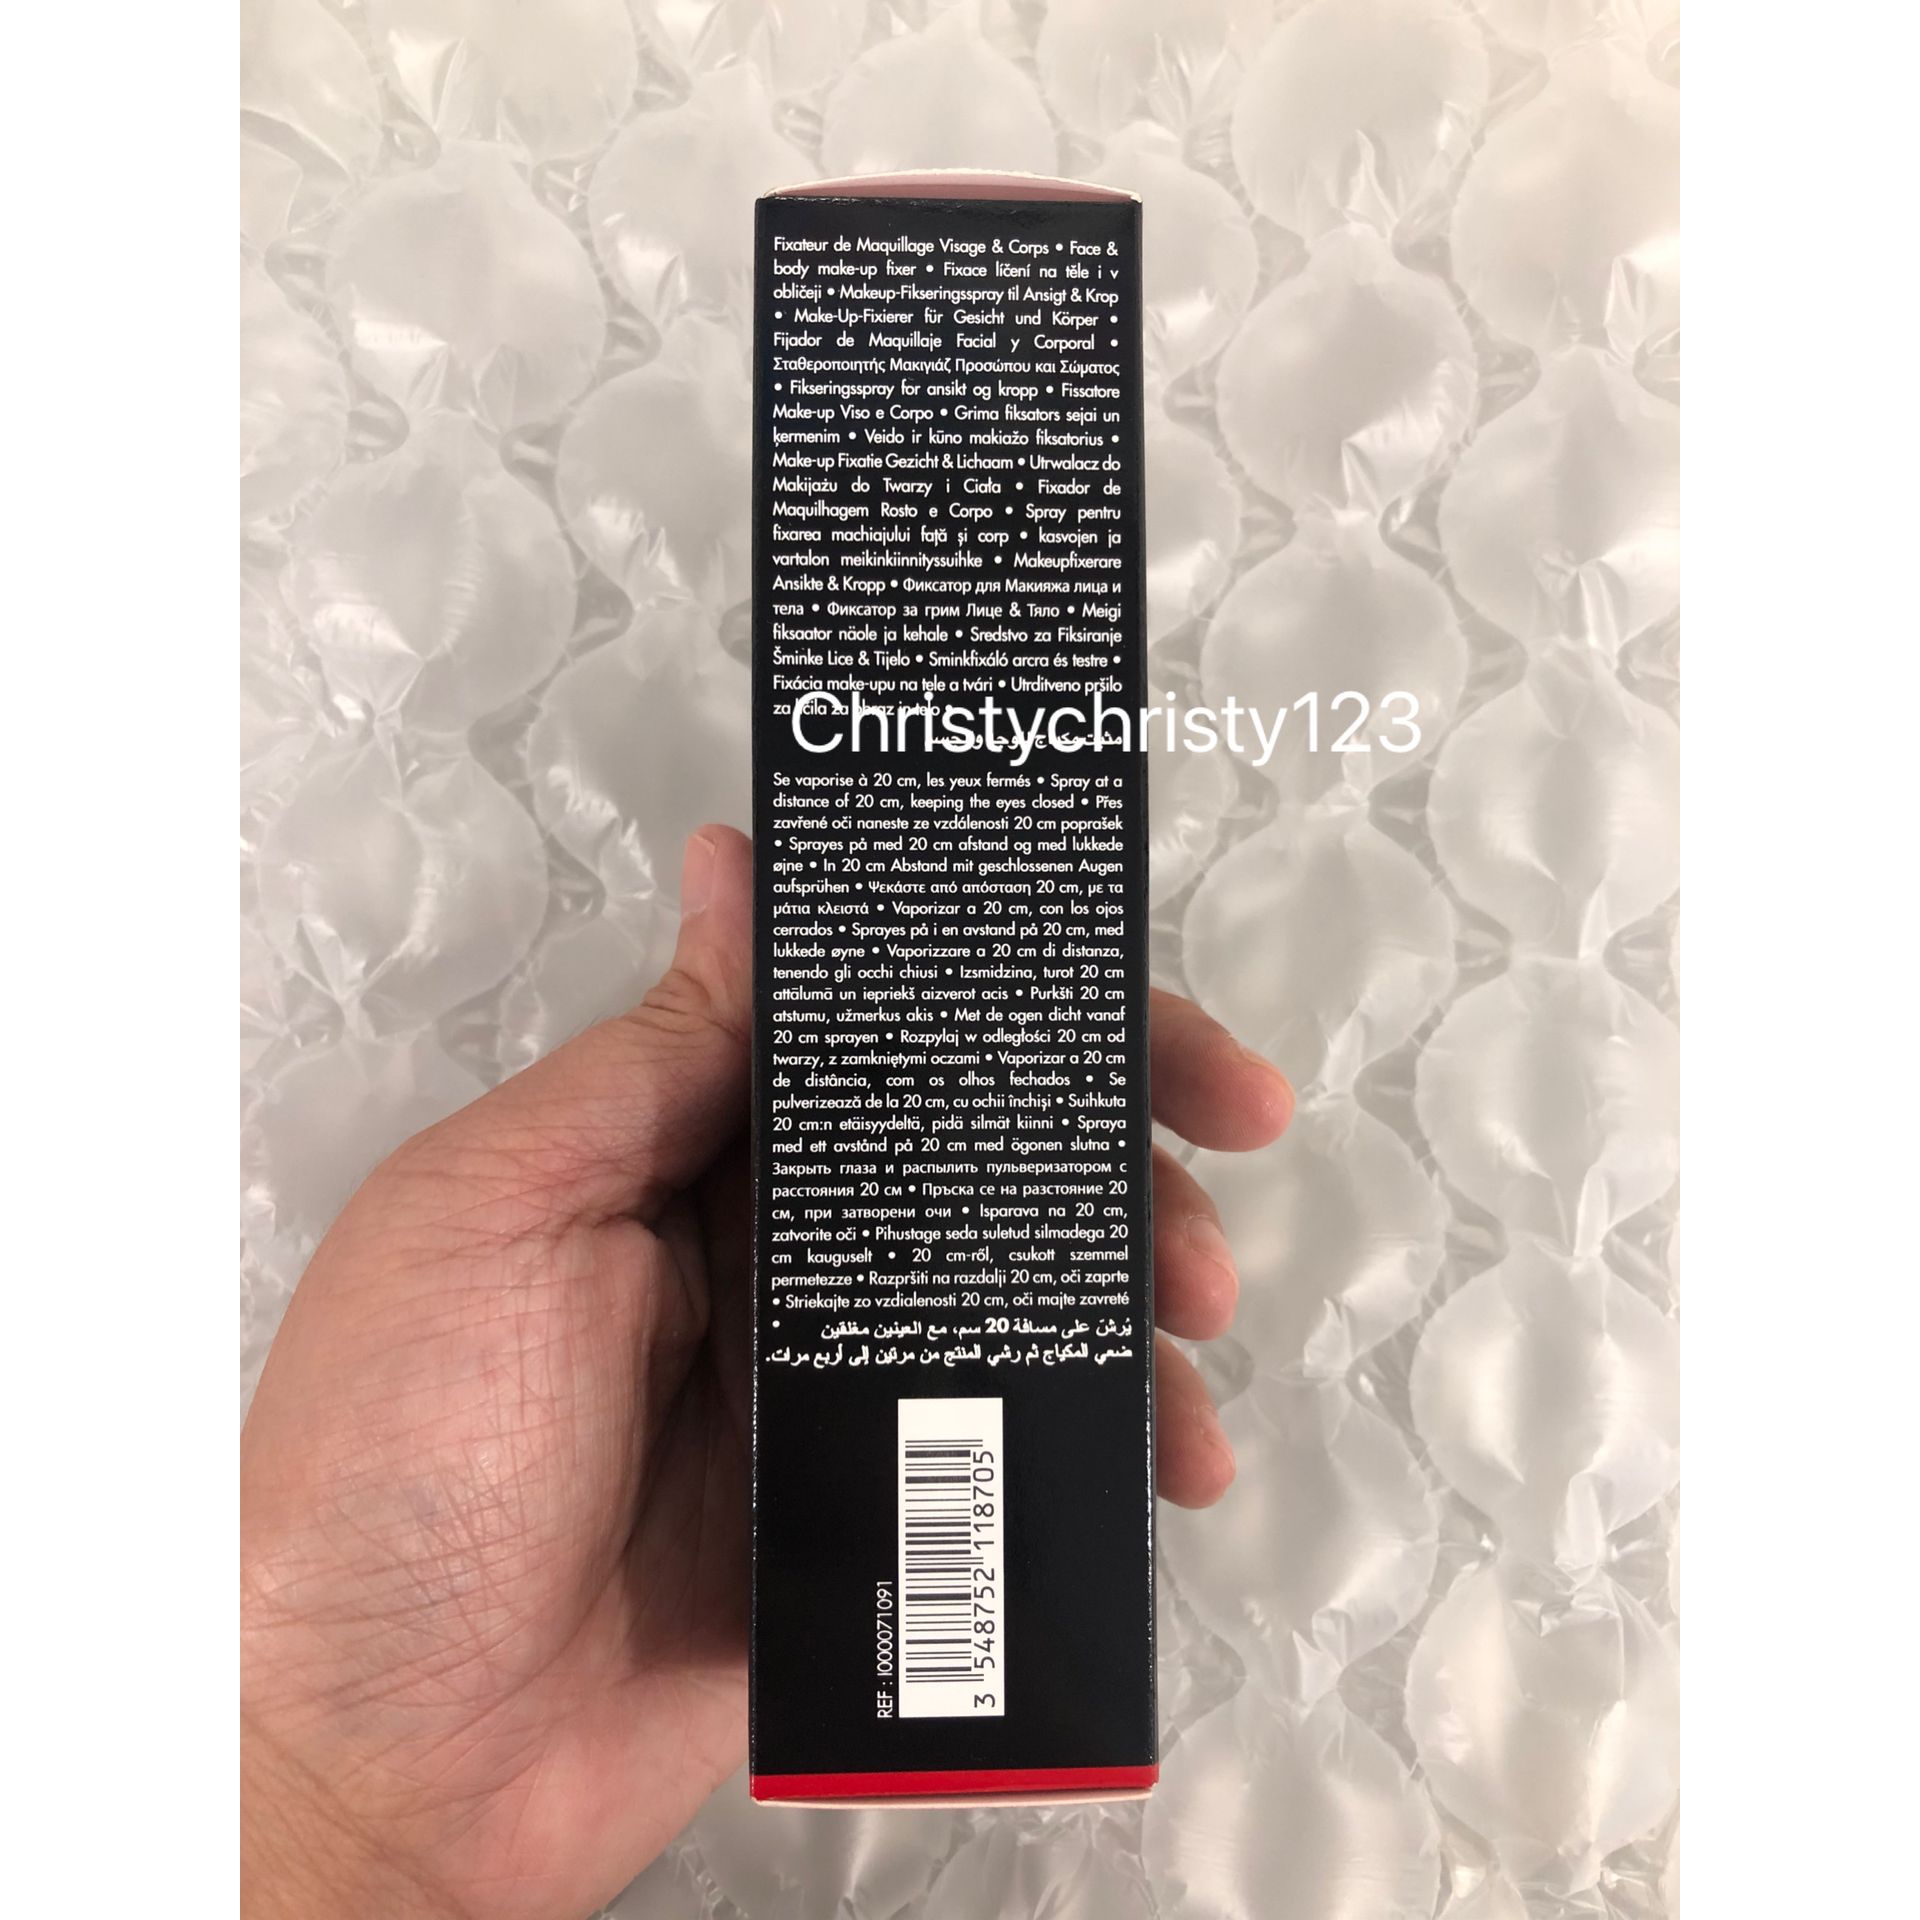 Fixateur de Maquillage Visage & Corps • Face &
body make-up fixer • Fixace líčení na těle i v
obličeji • Makeup-Fikseringsspray til Ansigt & Krop
• Make-Up-Fixierer für Gesicht und Körper •
Fijador de Maquillaje Facial y Corporal •
Σταθεροποιητής Μακιγιάζ Προσώπου και Σώματος
• Fikseringsspray for ansikt og kropp • Fissatore
Make-up Viso e Corpo • Grima fiksators sejai un
ķermenim • Veido ir kūno makiažo fiksatorius •
Make-up Fixatie Gezicht & Lichaam • Utrwalacz do
Makijażu do Twarzy i Ciała • Fixador de
Maquilhagem Rosto e Corpo • Spray pentru
fixarea machiajului față și corp • kasvojen ja
vartalon meikinkiinnityssuihke • Makeupfixerare
Ansikte & Kropp • Фиксатор для Макияжа лица и
тела • Фиксатор за грим Лице & Тяло • Meigi
fiksaator näole ja kehale • Sredstvo za Fiksiranje
Šminke Lice & Tijelo • Sminkfixáló arcra és testre •
Fixácia make-upu na tele a tvári • Utrditveno pršilo
za za
Christychristy123
Se vaporise à 20 cm, les yeux fermés • Spray at a
distance of 20 cm, keeping the eyes closed • Přes
zavřené oči naneste ze vzdálenosti 20 cm poprašek
• Sprayes på med 20 cm afstand og med lukkede
øjne • In 20 cm Abstand mit geschlossenen Augen
aufsprühen • Ψεκάστε από απόσταση 20 cm, με τα
μάτια κλειστά • Vaporizar a 20 cm, con los ojos
cerrados • Sprayes på i en avstand på 20 cm, med
lukkede øyne • Vaporizzare a 20 cm di distanza,
tenendo gli occhi chiusi • Izsmidzina, turot 20 cm
attālumā un iepriekš aizverot acis • Purkšti 20 cm
atstumu, užmerkus akis • Met de ogen dicht vanaf
20 cm sprayen • Rozpylaj w odległości 20 cm od
twarzy, z zamkniętymi oczami • Vaporizar a 20 cm
de distância, com os olhos fechados • Se
pulverizează de la 20 cm, cu ochii închiși • Suihkuta
20 cm:n etäisyydeltä, pidä silmät kiinni • Spraya
med ett avstånd på 20 cm med ögonen slutna •
Закрыть глаза и распылить пульверизатором с
расстояния 20 см • Пръска се на разстояние 20
см, при затворени очи • Isparava na 20 cm,
zatvorite oči • Pihustage seda suletud silmadega 20
cm kauguselt • 20 cm-ről, csukott szemmel
permetezze • Razpršiti na razdalji 20 cm, oči zaprte
• Striekajte zo vzdialenosti 20 cm, oči majte zavreté
• يُرشّ على مسافة 20 سم، مع العينين مغلقين
ضعي المكياج ثم رشي المنتج من مرتين إلى أربع مرات.
REF : I000071091
3 548752 118705